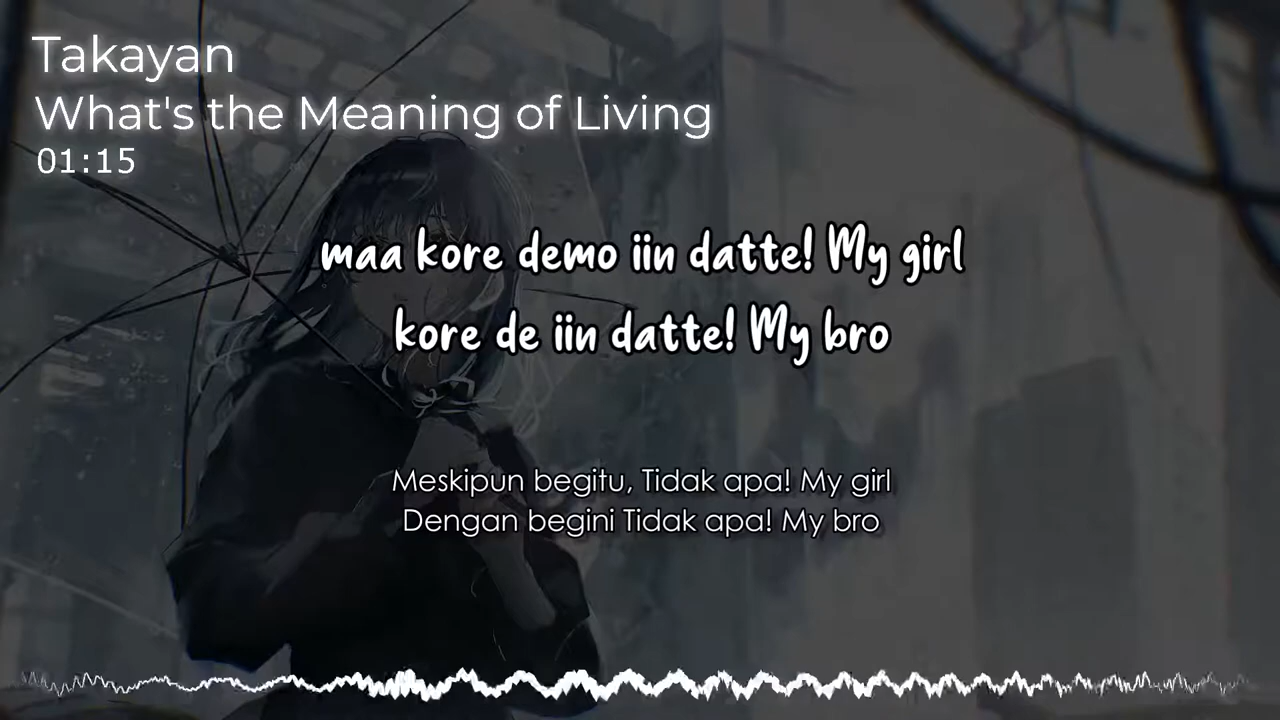 Takayan
What's the Meaning of Living
01:15
maa kore demo iin datte! My girl
kore de iin datte! My bro
Meskipun begitu, Tidak apa! My girl
Dengan begini Tidak apa! My bro